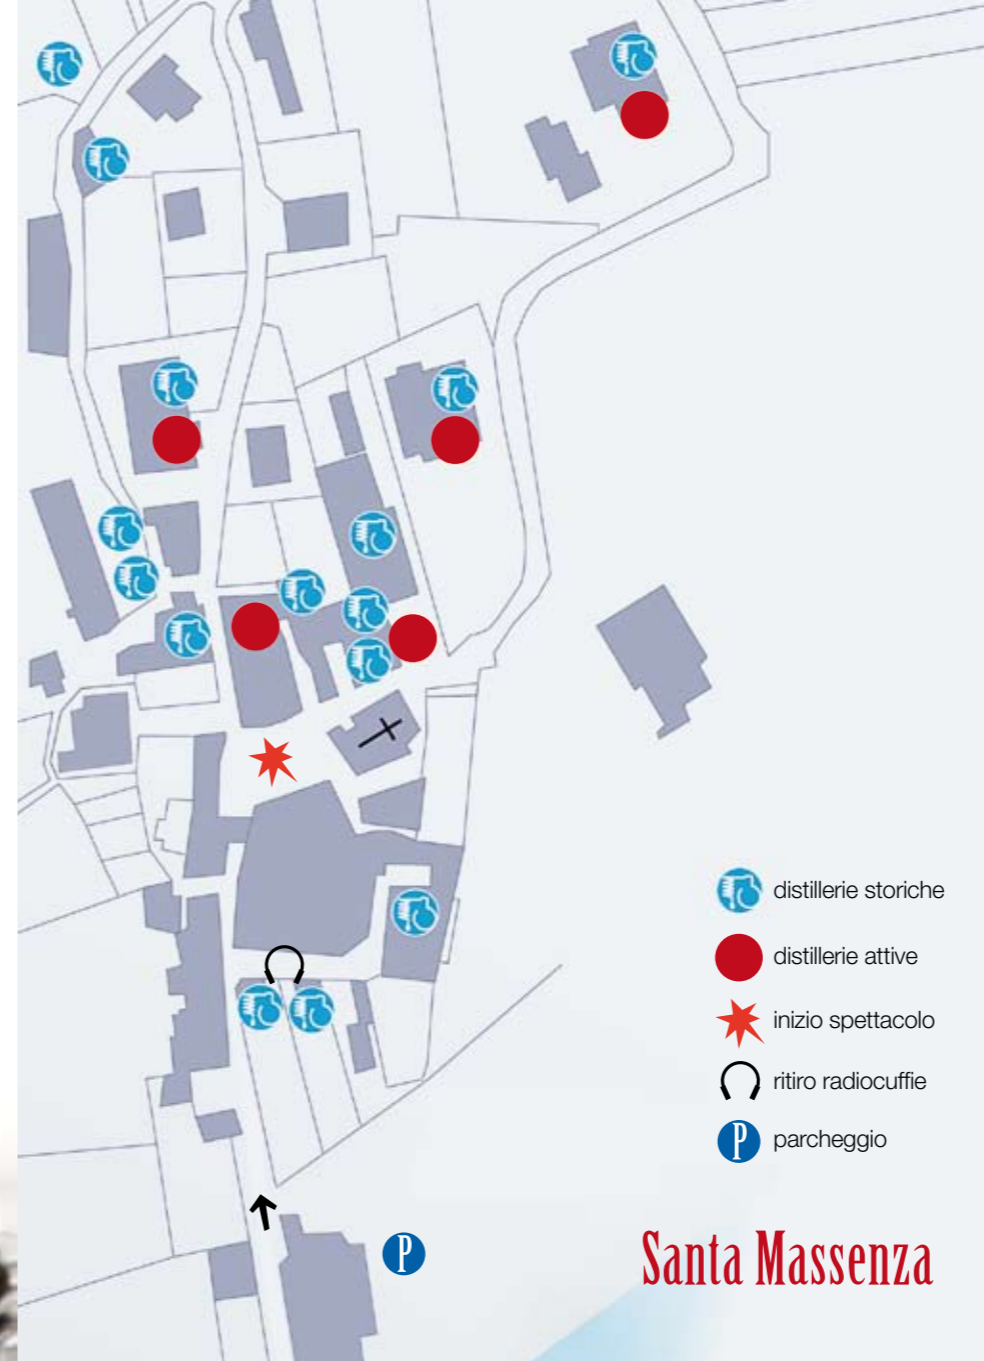 distillerie storiche
distillerie attive
inizio spettacolo
ritiro radiocuffie
P parcheggio
P
Santa Massenza